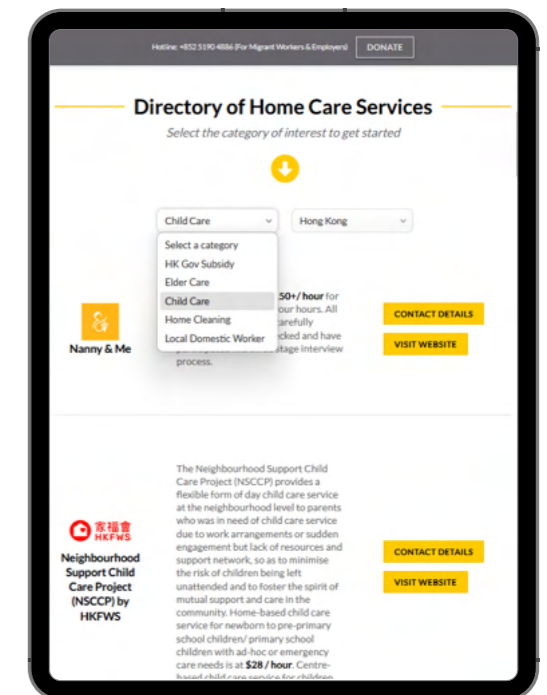 Hotline: +852 5190 4886 (For Migrant Workers & Employers)
DONATE
Directory of Home Care Services
Select the category of interest to get started
Child Care
Hong Kong
Select a category
HK Gov Subsidy
Elder Care
Child Care
Home Cleaning
Local Domestic Worker
Nanny & Me
50+/ hour for
our hours. All
carefully
cked and have
tage interview
process.
CONTACT DETAILS
VISIT WEBSITE
家福會
HKFWS
Neighbourhood
Support Child
Care Project
(NSCCP) by
HKFWS
The Neighbourhood Support Child
Care Project (NSCCP) provides a
flexible form of day child care service
at the neighbourhood level to parents
who was in need of child care service
due to work arrangements or sudden
engagement but lack of resources and
support network, so as to minimise
the risk of children being left
unattended and to foster the spirit of
mutual support and care in the
community. Home-based child care
service for newborn to pre-primary
school children/ primary school
children with ad-hoc or emergency
care needs is at $28 / hour. Centre-
based child care service for children
CONTACT DETAILS
VISIT WEBSITE